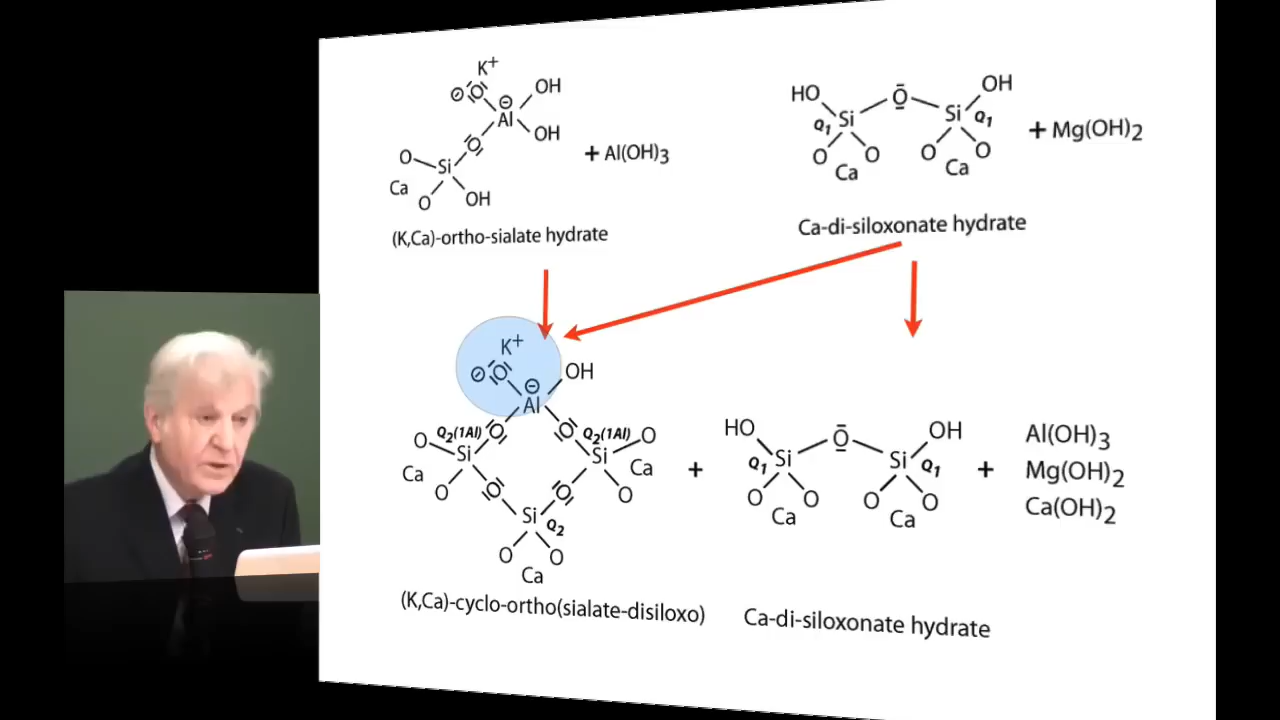 K+
⊖ |Ō| ⊖ OH
Al
|Ō| OH
O Si
Ca
O OH
+ Al(OH)3
(K,Ca)-ortho-sialate hydrate
HO Ō OH
Q1 Si Si Q1
O O O O
Ca Ca
+ Mg(OH)2
Ca-di-siloxonate hydrate
K+
⊖ |Ō| ⊖ OH
Al
O Q2(1Al) |Ō| |Ō| Q2(1Al) O
Si Si
Ca Ca
O |Ō| |Ō| O
Si Q2
O O
Ca
(K,Ca)-cyclo-ortho(sialate-disiloxo)
+
HO Ō OH
Q1 Si Si Q1
O O O O
Ca Ca
Ca-di-siloxonate hydrate
+
Al(OH)3
Mg(OH)2
Ca(OH)2